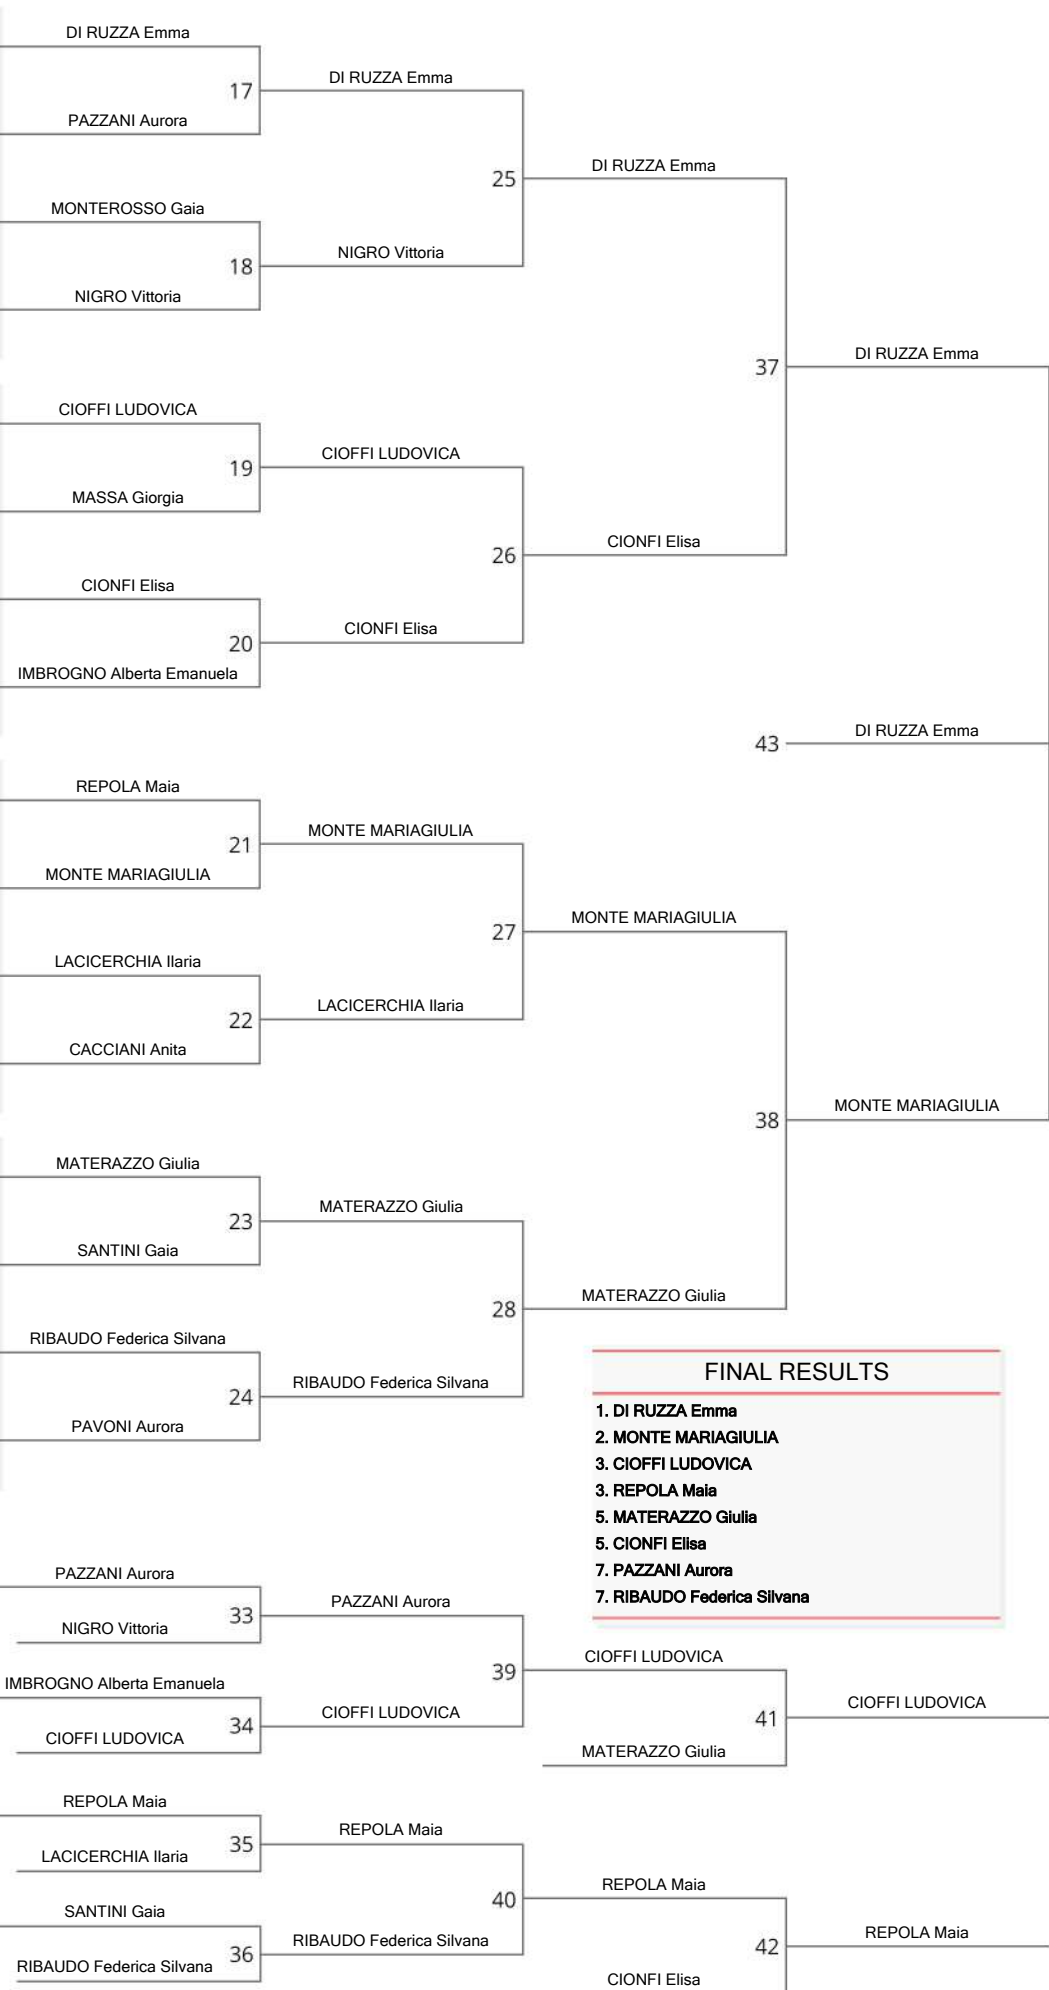 DI RUZZA Emma
17
DI RUZZA Emma
PAZZANI Aurora
25
DI RUZZA Emma
MONTEROSSO Gaia
18
NIGRO Vittoria
NIGRO Vittoria
37
DI RUZZA Emma
CIOFFI LUDOVICA
19
CIOFFI LUDOVICA
MASSA Giorgia
26
CIONFI Elisa
CIONFI Elisa
20
CIONFI Elisa
IMBROGNO Alberta Emanuela
43
DI RUZZA Emma
REPOLA Maia
21
MONTE MARIAGIULIA
MONTE MARIAGIULIA
27
MONTE MARIAGIULIA
LACICERCHIA Ilaria
22
LACICERCHIA Ilaria
CACCIANI Anita
38
MONTE MARIAGIULIA
MATERAZZO Giulia
23
MATERAZZO Giulia
SANTINI Gaia
28
MATERAZZO Giulia
RIBAUDO Federica Silvana
24
RIBAUDO Federica Silvana
PAVONI Aurora
FINAL RESULTS
1. DI RUZZA Emma
2. MONTE MARIAGIULIA
3. CIOFFI LUDOVICA
3. REPOLA Maia
5. MATERAZZO Giulia
5. CIONFI Elisa
7. PAZZANI Aurora
7. RIBAUDO Federica Silvana
PAZZANI Aurora
33
PAZZANI Aurora
NIGRO Vittoria
39
CIOFFI LUDOVICA
IMBROGNO Alberta Emanuela
34
CIOFFI LUDOVICA
CIOFFI LUDOVICA
41
CIOFFI LUDOVICA
MATERAZZO Giulia
REPOLA Maia
35
REPOLA Maia
LACICERCHIA Ilaria
40
REPOLA Maia
SANTINI Gaia
36
RIBAUDO Federica Silvana
RIBAUDO Federica Silvana
42
REPOLA Maia
CIONFI Elisa